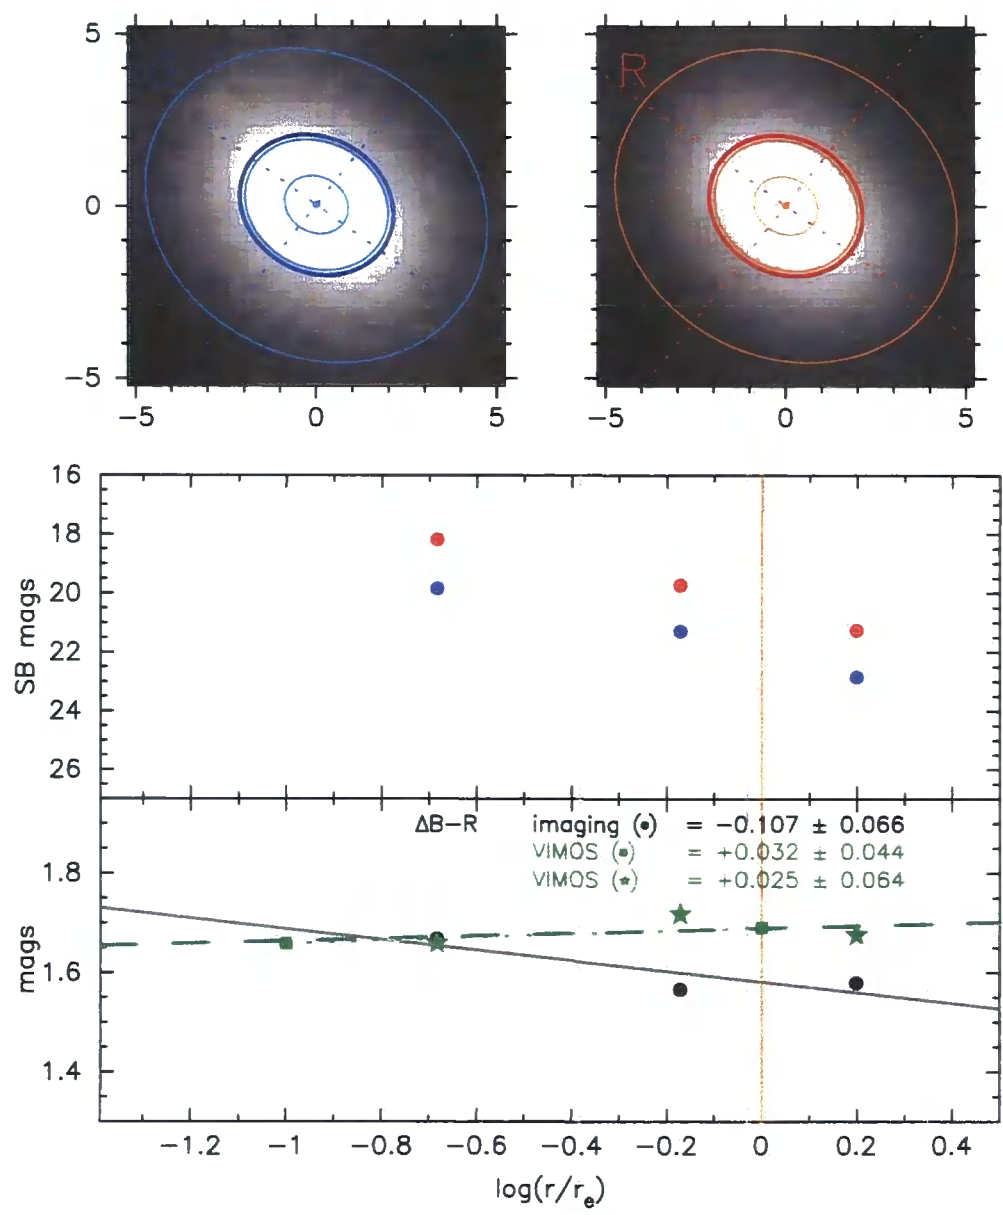 R
5
0
−5
−5 0 5
−5 0 5
SB mags
16
18
20
22
24
26
ΔB−R imaging (●) = −0.107 ± 0.066
VIMOS (■) = +0.032 ± 0.044
VIMOS (★) = +0.025 ± 0.064
mags
1.8
1.6
1.4
−1.2 −1 −0.8 −0.6 −0.4 −0.2 0 0.2 0.4
log(r/rₑ)